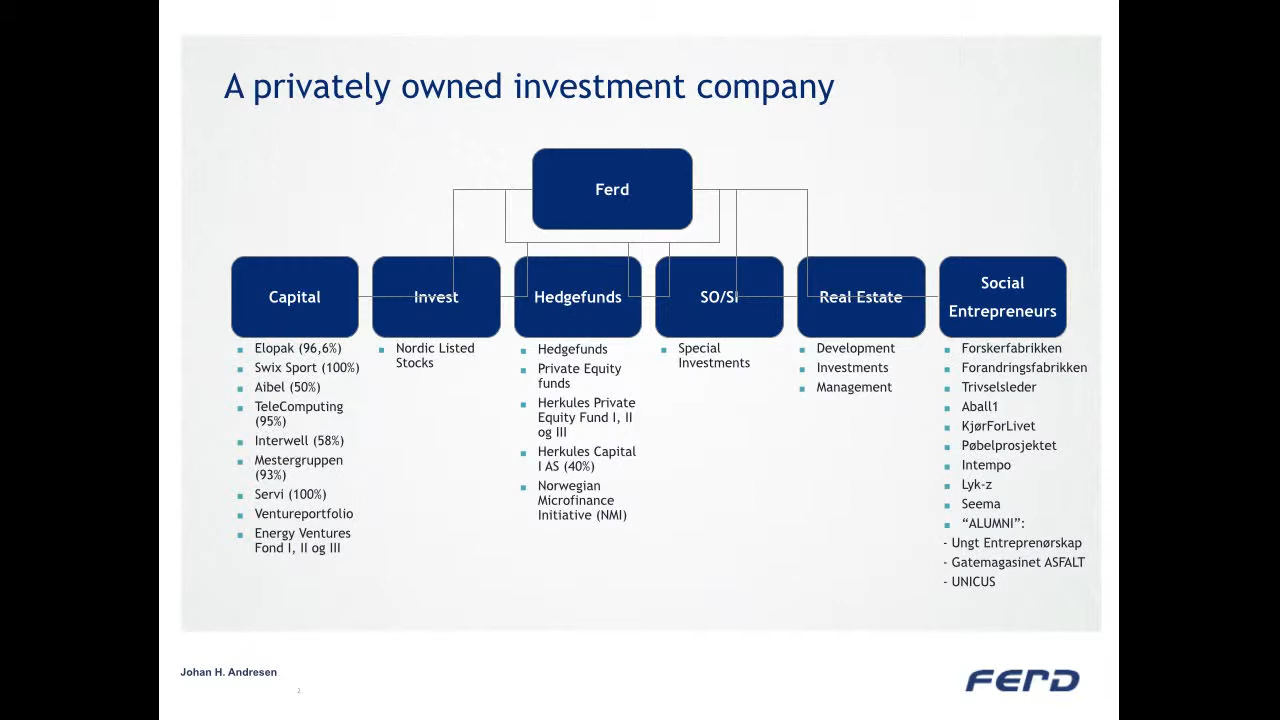 A privately owned investment company
Ferd
Capital
Invest
Hedgefunds
SO/SI
Real Estate
Social
Entrepreneurs
Elopak (96,6%)
Swix Sport (100%)
Aibel (50%)
TeleComputing
(95%)
Interwell (58%)
Mestergruppen
(93%)
Servi (100%)
Ventureportfolio
Energy Ventures
Fond I, II og III
Nordic Listed
Stocks
Hedgefunds
Private Equity
funds
Herkules Private
Equity Fund I, II
og III
Herkules Capital
I AS (40%)
Norwegian
Microfinance
Initiative (NMI)
Special
Investments
Development
Investments
Management
Forskerfabrikken
Forandringsfabrikken
Trivselsleder
Aball1
KjørForLivet
Pøbelprosjektet
Intempo
Lyk-z
Seema
“ALUMNI”:
- Ungt Entreprenørskap
- Gatemagasinet ASFALT
- UNICUS
Johan H. Andresen
2
FERD